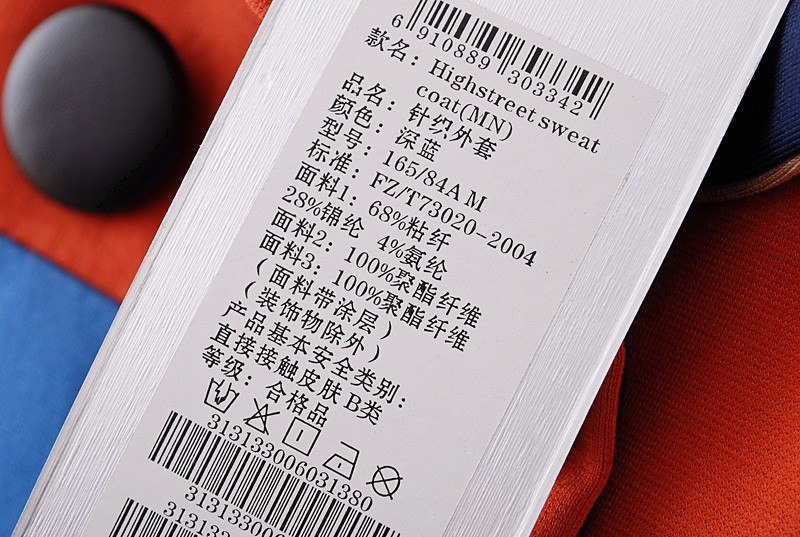 6 910889 303342
款名：Highstreet sweat
coat(MN)
品名：针织外套
颜色：深蓝
型号：165/84A M
标准：FZ/T73020-2004
面料1：68%粘纤
28%锦纶 4%氨纶
面料2：100%聚酯纤维
面料3：100%聚酯纤维
（面料带涂层）
（装饰物除外）
产品基本安全类别：
直接接触皮肤 B类
等级：合格品
313133006031380